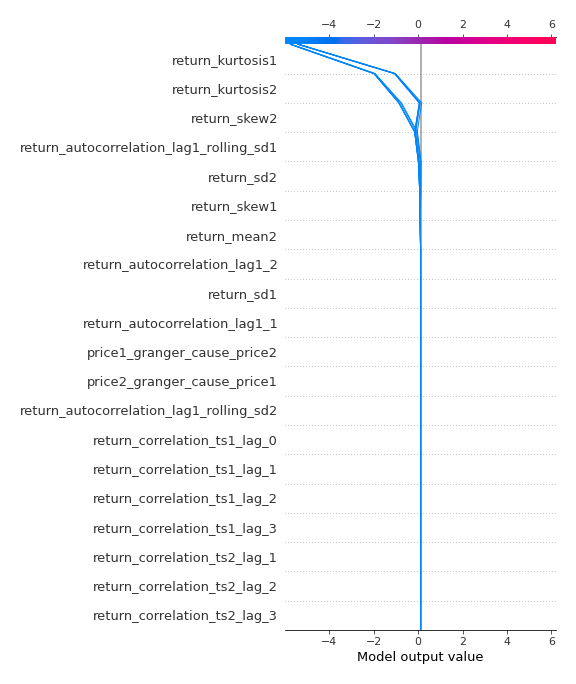 −4 −2 0 2 4 6
return_kurtosis1
return_kurtosis2
return_skew2
return_autocorrelation_lag1_rolling_sd1
return_sd2
return_skew1
return_mean2
return_autocorrelation_lag1_2
return_sd1
return_autocorrelation_lag1_1
price1_granger_cause_price2
price2_granger_cause_price1
return_autocorrelation_lag1_rolling_sd2
return_correlation_ts1_lag_0
return_correlation_ts1_lag_1
return_correlation_ts1_lag_2
return_correlation_ts1_lag_3
return_correlation_ts2_lag_1
return_correlation_ts2_lag_2
return_correlation_ts2_lag_3
−4 −2 0 2 4 6
Model output value